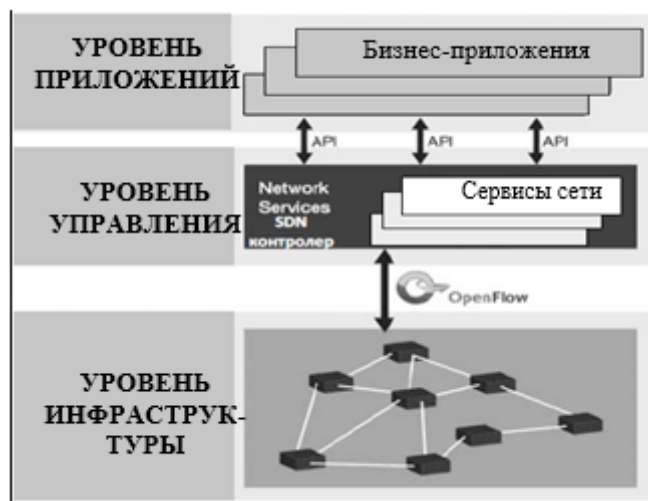 УРОВЕНЬ
ПРИЛОЖЕНИЙ
Бизнес-приложения
API
API
API
УРОВЕНЬ
УПРАВЛЕНИЯ
Network
Services
SDN
контролер
Сервисы сети
OpenFlow
УРОВЕНЬ
ИНФРАСТРУК-
ТУРЫ